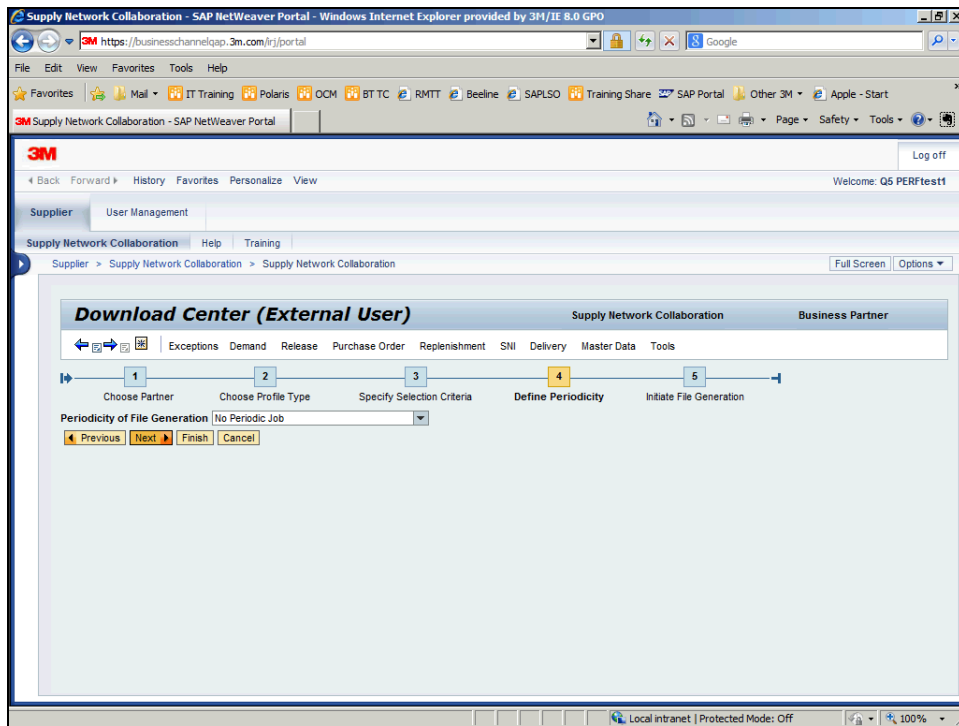 Supply Network Collaboration - SAP NetWeaver Portal - Windows Internet Explorer provided by 3M/IE 8.0 GPO
3M https://businesschannelqap.3m.com/irj/portal
8 Google
File Edit View Favorites Tools Help
Favorites Mail IT Training Polaris OCM BT TC RMTT Beeline SAPLSO Training Share SAP Portal Other 3M Apple - Start
3M Supply Network Collaboration - SAP NetWeaver Portal
Page Safety Tools
3M
Log off
Back Forward History Favorites Personalize View
Welcome: Q5 PERFtest1
Supplier User Management
Supply Network Collaboration Help Training
Supplier > Supply Network Collaboration > Supply Network Collaboration
Full Screen Options
Download Center (External User) Supply Network Collaboration Business Partner
Exceptions Demand Release Purchase Order Replenishment SNI Delivery Master Data Tools
1 2 3 4 5
Choose Partner Choose Profile Type Specify Selection Criteria Define Periodicity Initiate File Generation
Periodicity of File Generation No Periodic Job
Previous Next Finish Cancel
Local intranet | Protected Mode: Off 100%